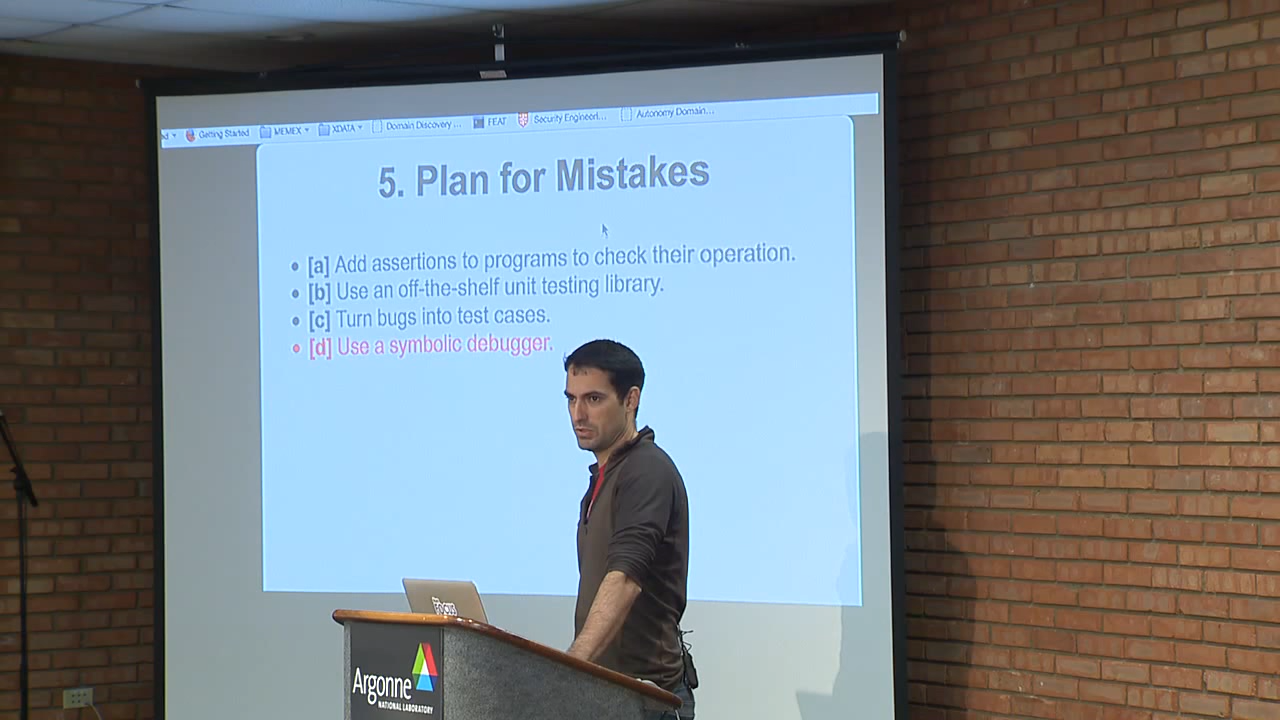 Getting Started MEMEX XDATA Domain Discovery ... FEAT Security Engineeri... Autonomy Domain...
5. Plan for Mistakes
• [a] Add assertions to programs to check their operation.
• [b] Use an off-the-shelf unit testing library.
• [c] Turn bugs into test cases.
• [d] Use a symbolic debugger.
Argonne
NATIONAL LABORATORY